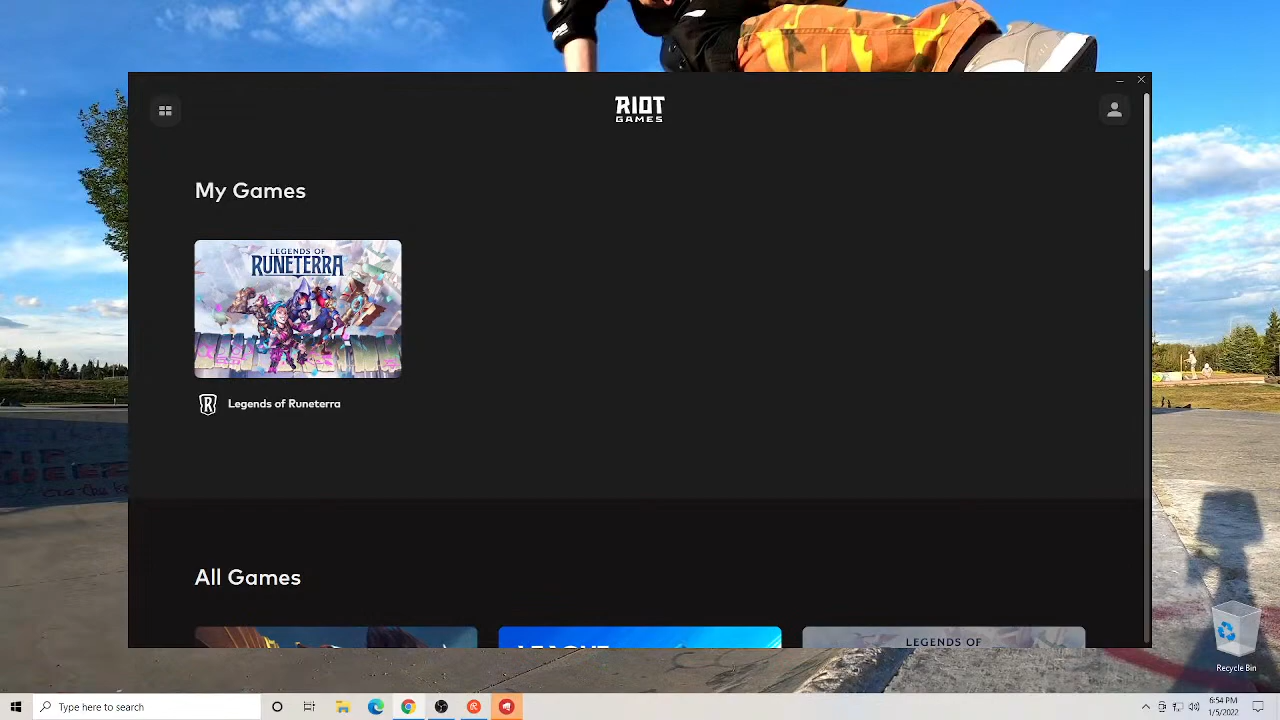 RIOT
GAMES
My Games
LEGENDS OF
RUNETERRA
Legends of Runeterra
All Games
LEAGUE
LEGENDS OF
Recycle Bin
Type here to search
6:54 PM
1/5/2022